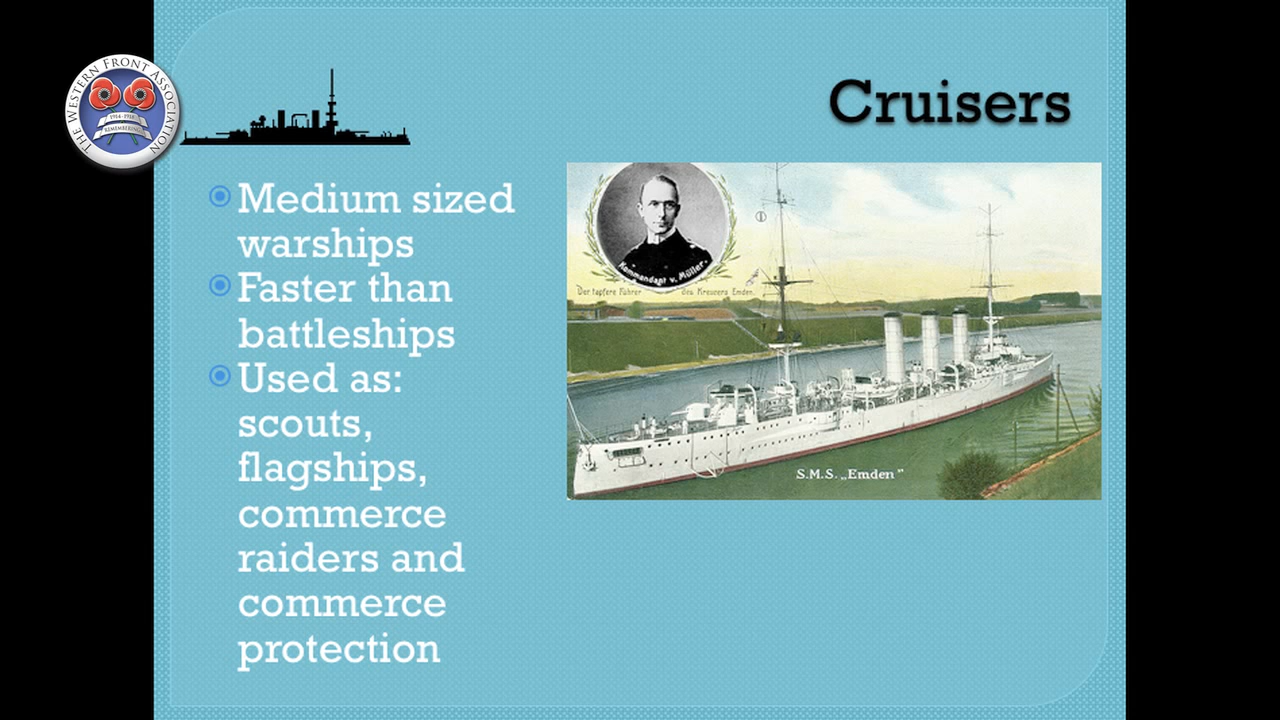 THE WESTERN FRONT ASSOCIATION
1914-1918
REMEMBERING
Cruisers
Medium sized
warships
Faster than
battleships
Used as:
scouts,
flagships,
commerce
raiders and
commerce
protection
Kommandant v. Müller.
Der tapfere Führer des Kreuzers Emden.
S.M.S. „Emden"